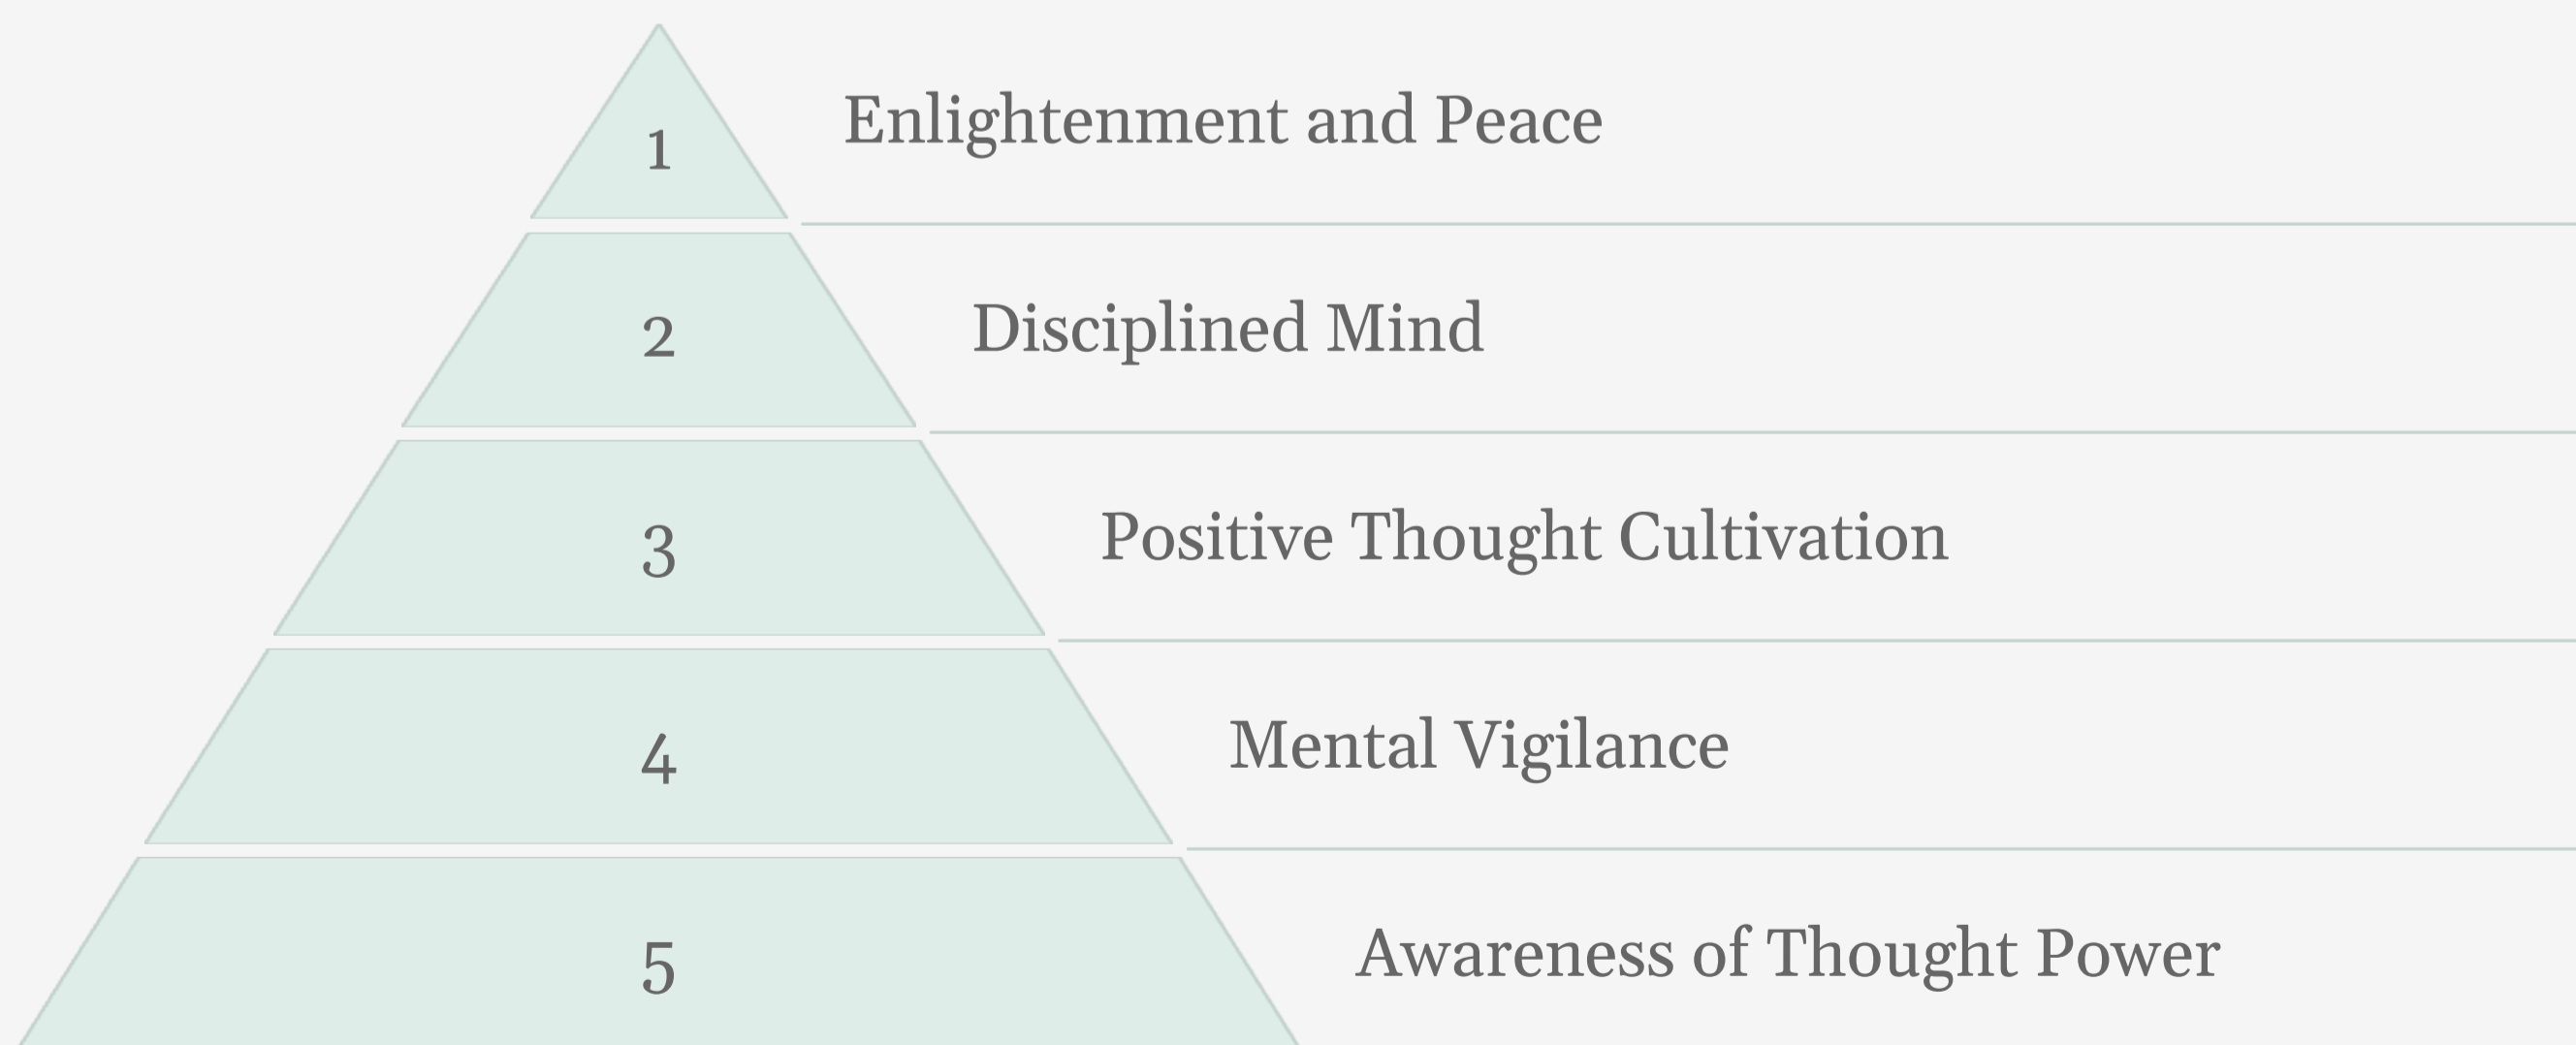 1
Enlightenment and Peace
2
Disciplined Mind
3
Positive Thought Cultivation
4
Mental Vigilance
5
Awareness of Thought Power